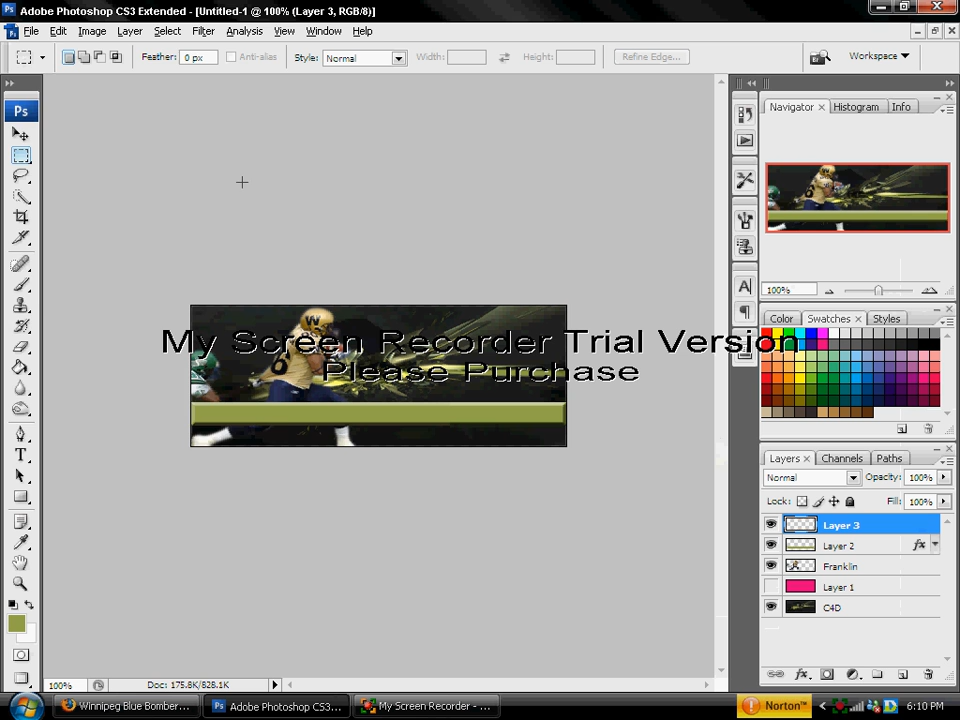 Adobe Photoshop CS3 Extended - [Untitled-1 @ 100% (Layer 3, RGB/8)]
File Edit Image Layer Select Filter Analysis View Window Help
Feather: 0 px Anti-alias Style: Normal Width: Height: Refine Edge... Workspace
Ps
Navigator Histogram Info
100%
Color Swatches Styles
W
My Screen Recorder Trial Version
Please Purchase
Layers Channels Paths
Normal Opacity: 100%
Lock: Fill: 100%
Layer 3
Layer 2 fx
Franklin
Layer 1
C4D
100% Doc: 175.8K/828.1K
Winnipeg Blue Bomber... Adobe Photoshop CS3... My Screen Recorder - ... Norton™ 6:10 PM